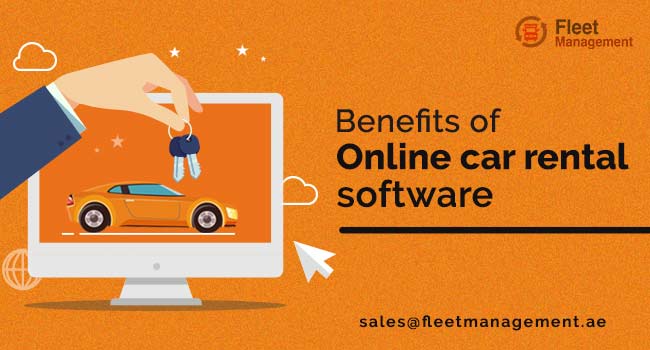 Fleet
Management
Benefits of
Online car rental
software
sales@fleetmanagement.ae